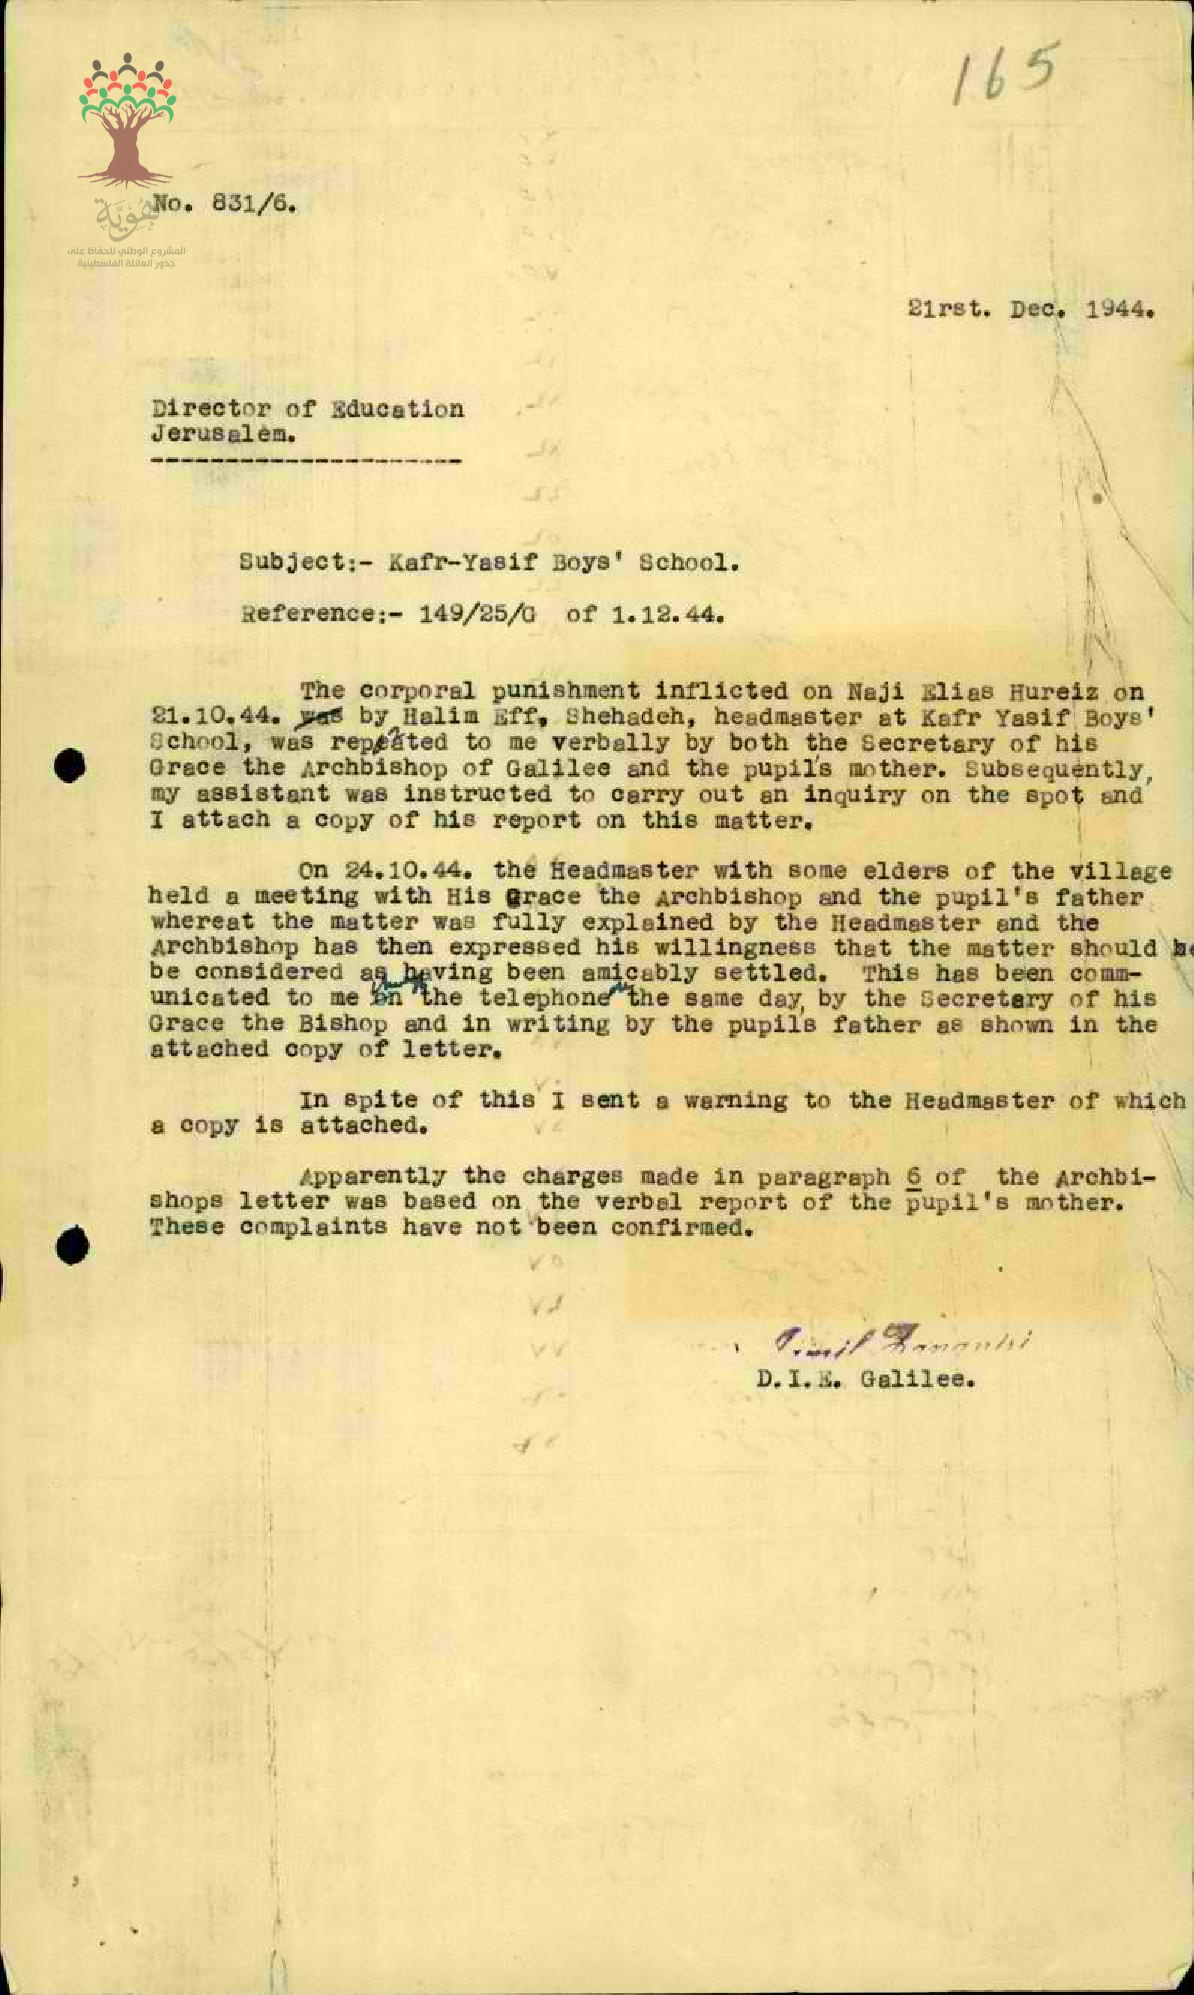 165
هوية
المشروع الوطني للحفاظ على
جذور العائلة الفلسطينية
No. 831/6.
21rst. Dec. 1944.
Director of Education
Jerusalem.
---------------------
Subject:- Kafr-Yasif Boys' School.
Reference:- 149/25/G of 1.12.44.
The corporal punishment inflicted on Naji Elias Hureiz on
21.10.44. was by Halim Eff. Shehadeh, headmaster at Kafr Yasif Boys'
School, was reported to me verbally by both the Secretary of his
Grace the Archbishop of Galilee and the pupil's mother. Subsequently,
my assistant was instructed to carry out an inquiry on the spot and
I attach a copy of his report on this matter.
On 24.10.44. the Headmaster with some elders of the village
held a meeting with His Grace the Archbishop and the pupil's father
whereat the matter was fully explained by the Headmaster and the
Archbishop has then expressed his willingness that the matter should be
be considered as having been amicably settled. This has been comm-
unicated to me on the telephone the same day, by the Secretary of his
Grace the Bishop and in writing by the pupil's father as shown in the
attached copy of letter.
In spite of this I sent a warning to the Headmaster of which
a copy is attached.
Apparently the charges made in paragraph 6 of the Archbi-
shops letter was based on the verbal report of the pupil's mother.
These complaints have not been confirmed.
D.I.E. Galilee.